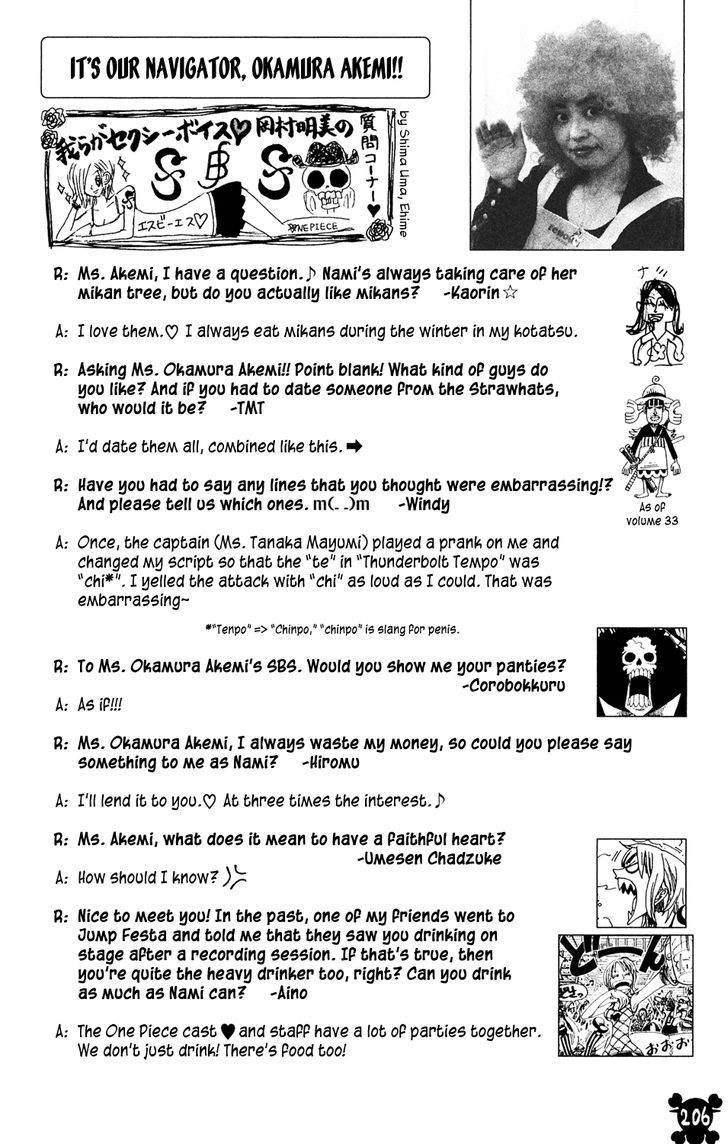 IT'S OUR NAVIGATOR, OKAMURA AKEMI!!
我らがセクシーボイス♡岡村明美の
質問コーナー♥
SBS
エスビーエス♡
ONE PIECE
by Shima Uma, Ehime
R: Ms. Akemi, I have a question.♪ Nami's always taking care of her
mikan tree, but do you actually like mikans? -Kaorin☆
A: I love them.♡ I always eat mikans during the winter in my kotatsu.
R: Asking Ms. Okamura Akemi!! Point blank! What kind of guys do
you like? And if you had to date someone from the Strawhats,
who would it be? -TMT
A: I'd date them all, combined like this.➡
As of
volume 33
R: Have you had to say any lines that you thought were embarrassing!?
And please tell us which ones. m(_ _)m -Windy
A: Once, the captain (Ms. Tanaka Mayumi) played a prank on me and
changed my script so that the "te" in "Thunderbolt Tempo" was
"chi*". I yelled the attack with "chi" as loud as I could. That was
embarrassing~
*"Tenpo" => "Chinpo," "chinpo" is slang for penis.
R: To Ms. Okamura Akemi's SBS. Would you show me your panties?
-Corobokkuru
A: As if!!!
R: Ms. Okamura Akemi, I always waste my money, so could you please say
something to me as Nami? -Hiromu
A: I'll lend it to you.♡ At three times the interest.♪
R: Ms. Akemi, what does it mean to have a faithful heart?
-Umesen Chadzuke
A: How should I know?
R: Nice to meet you! In the past, one of my friends went to
Jump Festa and told me that they saw you drinking on
stage after a recording session. If that's true, then
you're quite the heavy drinker too, right? Can you drink
as much as Nami can? -Aino
A: The One Piece cast ♥ and staff have a lot of parties together.
We don't just drink! There's food too!
どーーん
おおお
206